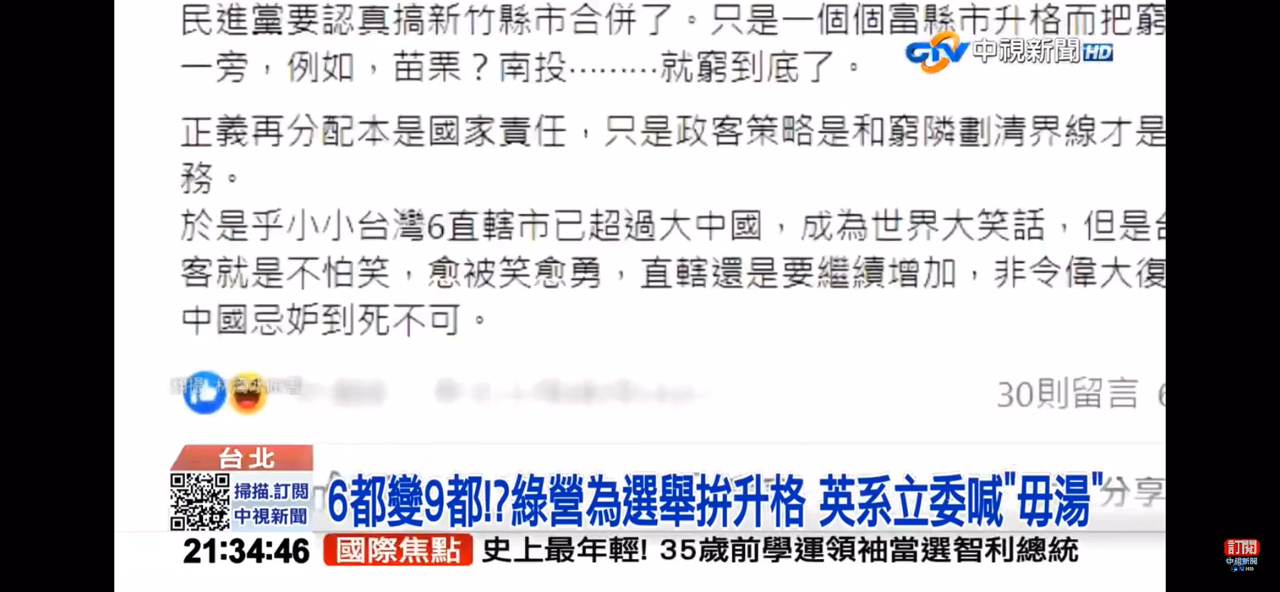 民進黨要認真搞新竹縣市合併了。只是一個個富縣市升格而把窮
一旁，例如，苗栗？南投………就窮到底了。
CTV中視新聞HD
正義再分配本是國家責任，只是政客策略是和窮隣劃清界線才是
務。
於是乎小小台灣6直轄市已超過大中國，成為世界大笑話，但是台
客就是不怕笑，愈被笑愈勇，直轄還是要繼續增加，非令偉大復
中國忌妒到死不可。
30則留言
台北
掃描.訂閱
中視新聞
6都變9都!?綠營為選舉拚升格 英系立委喊"毋湯"
分享
21:34:46 國際焦點 史上最年輕! 35歲前學運領袖當選智利總統
訂閱
中視新聞